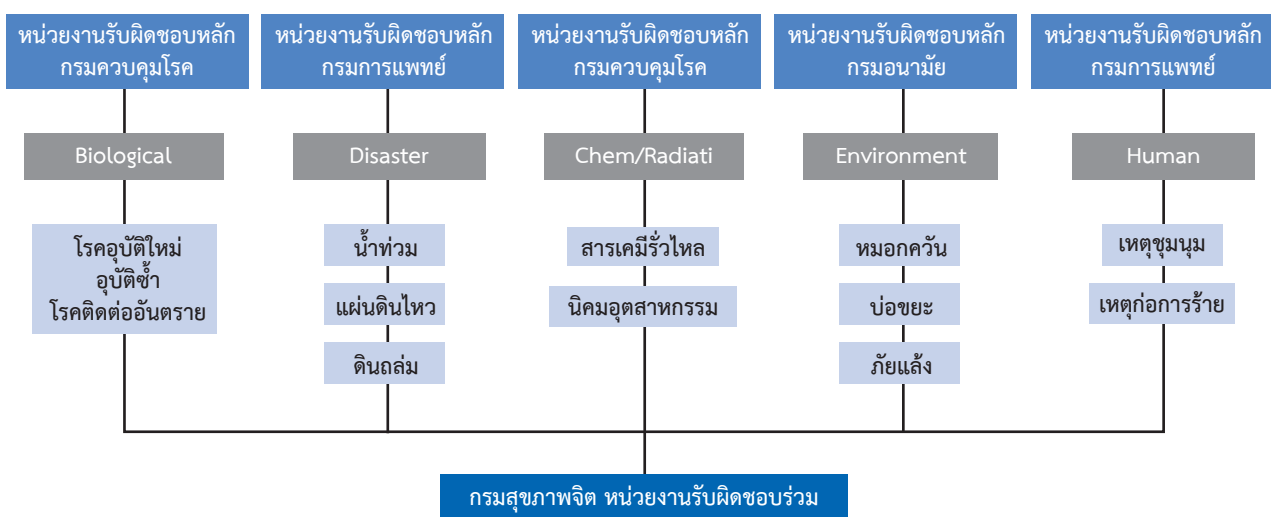 หน่วยงานรับผิดชอบหลัก
กรมควบคุมโรค
หน่วยงานรับผิดชอบหลัก
กรมการแพทย์
หน่วยงานรับผิดชอบหลัก
กรมควบคุมโรค
หน่วยงานรับผิดชอบหลัก
กรมอนามัย
หน่วยงานรับผิดชอบหลัก
กรมการแพทย์
Biological
Disaster
Chem/Radiati
Environment
Human
โรคอุบัติใหม่
อุบัติซ้ำ
โรคติดต่ออันตราย
น้ำท่วม
แผ่นดินไหว
ดินถล่ม
สารเคมีรั่วไหล
นิคมอุตสาหกรรม
หมอกควัน
บ่อขยะ
ภัยแล้ง
เหตุชุมนุม
เหตุก่อการร้าย
กรมสุขภาพจิต หน่วยงานรับผิดชอบร่วม